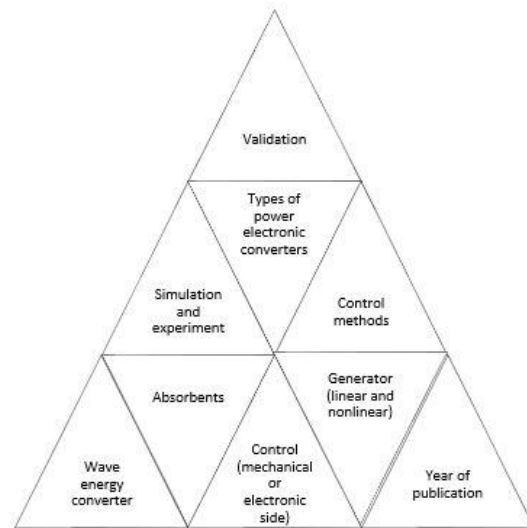 Validation
Types of
power
electronic
converters
Simulation
and
experiment
Control
methods
Absorbents
Generator
(linear and
nonlinear)
Wave
energy
converter
Control
(mechanical
or
electronic
side)
Year of
publication